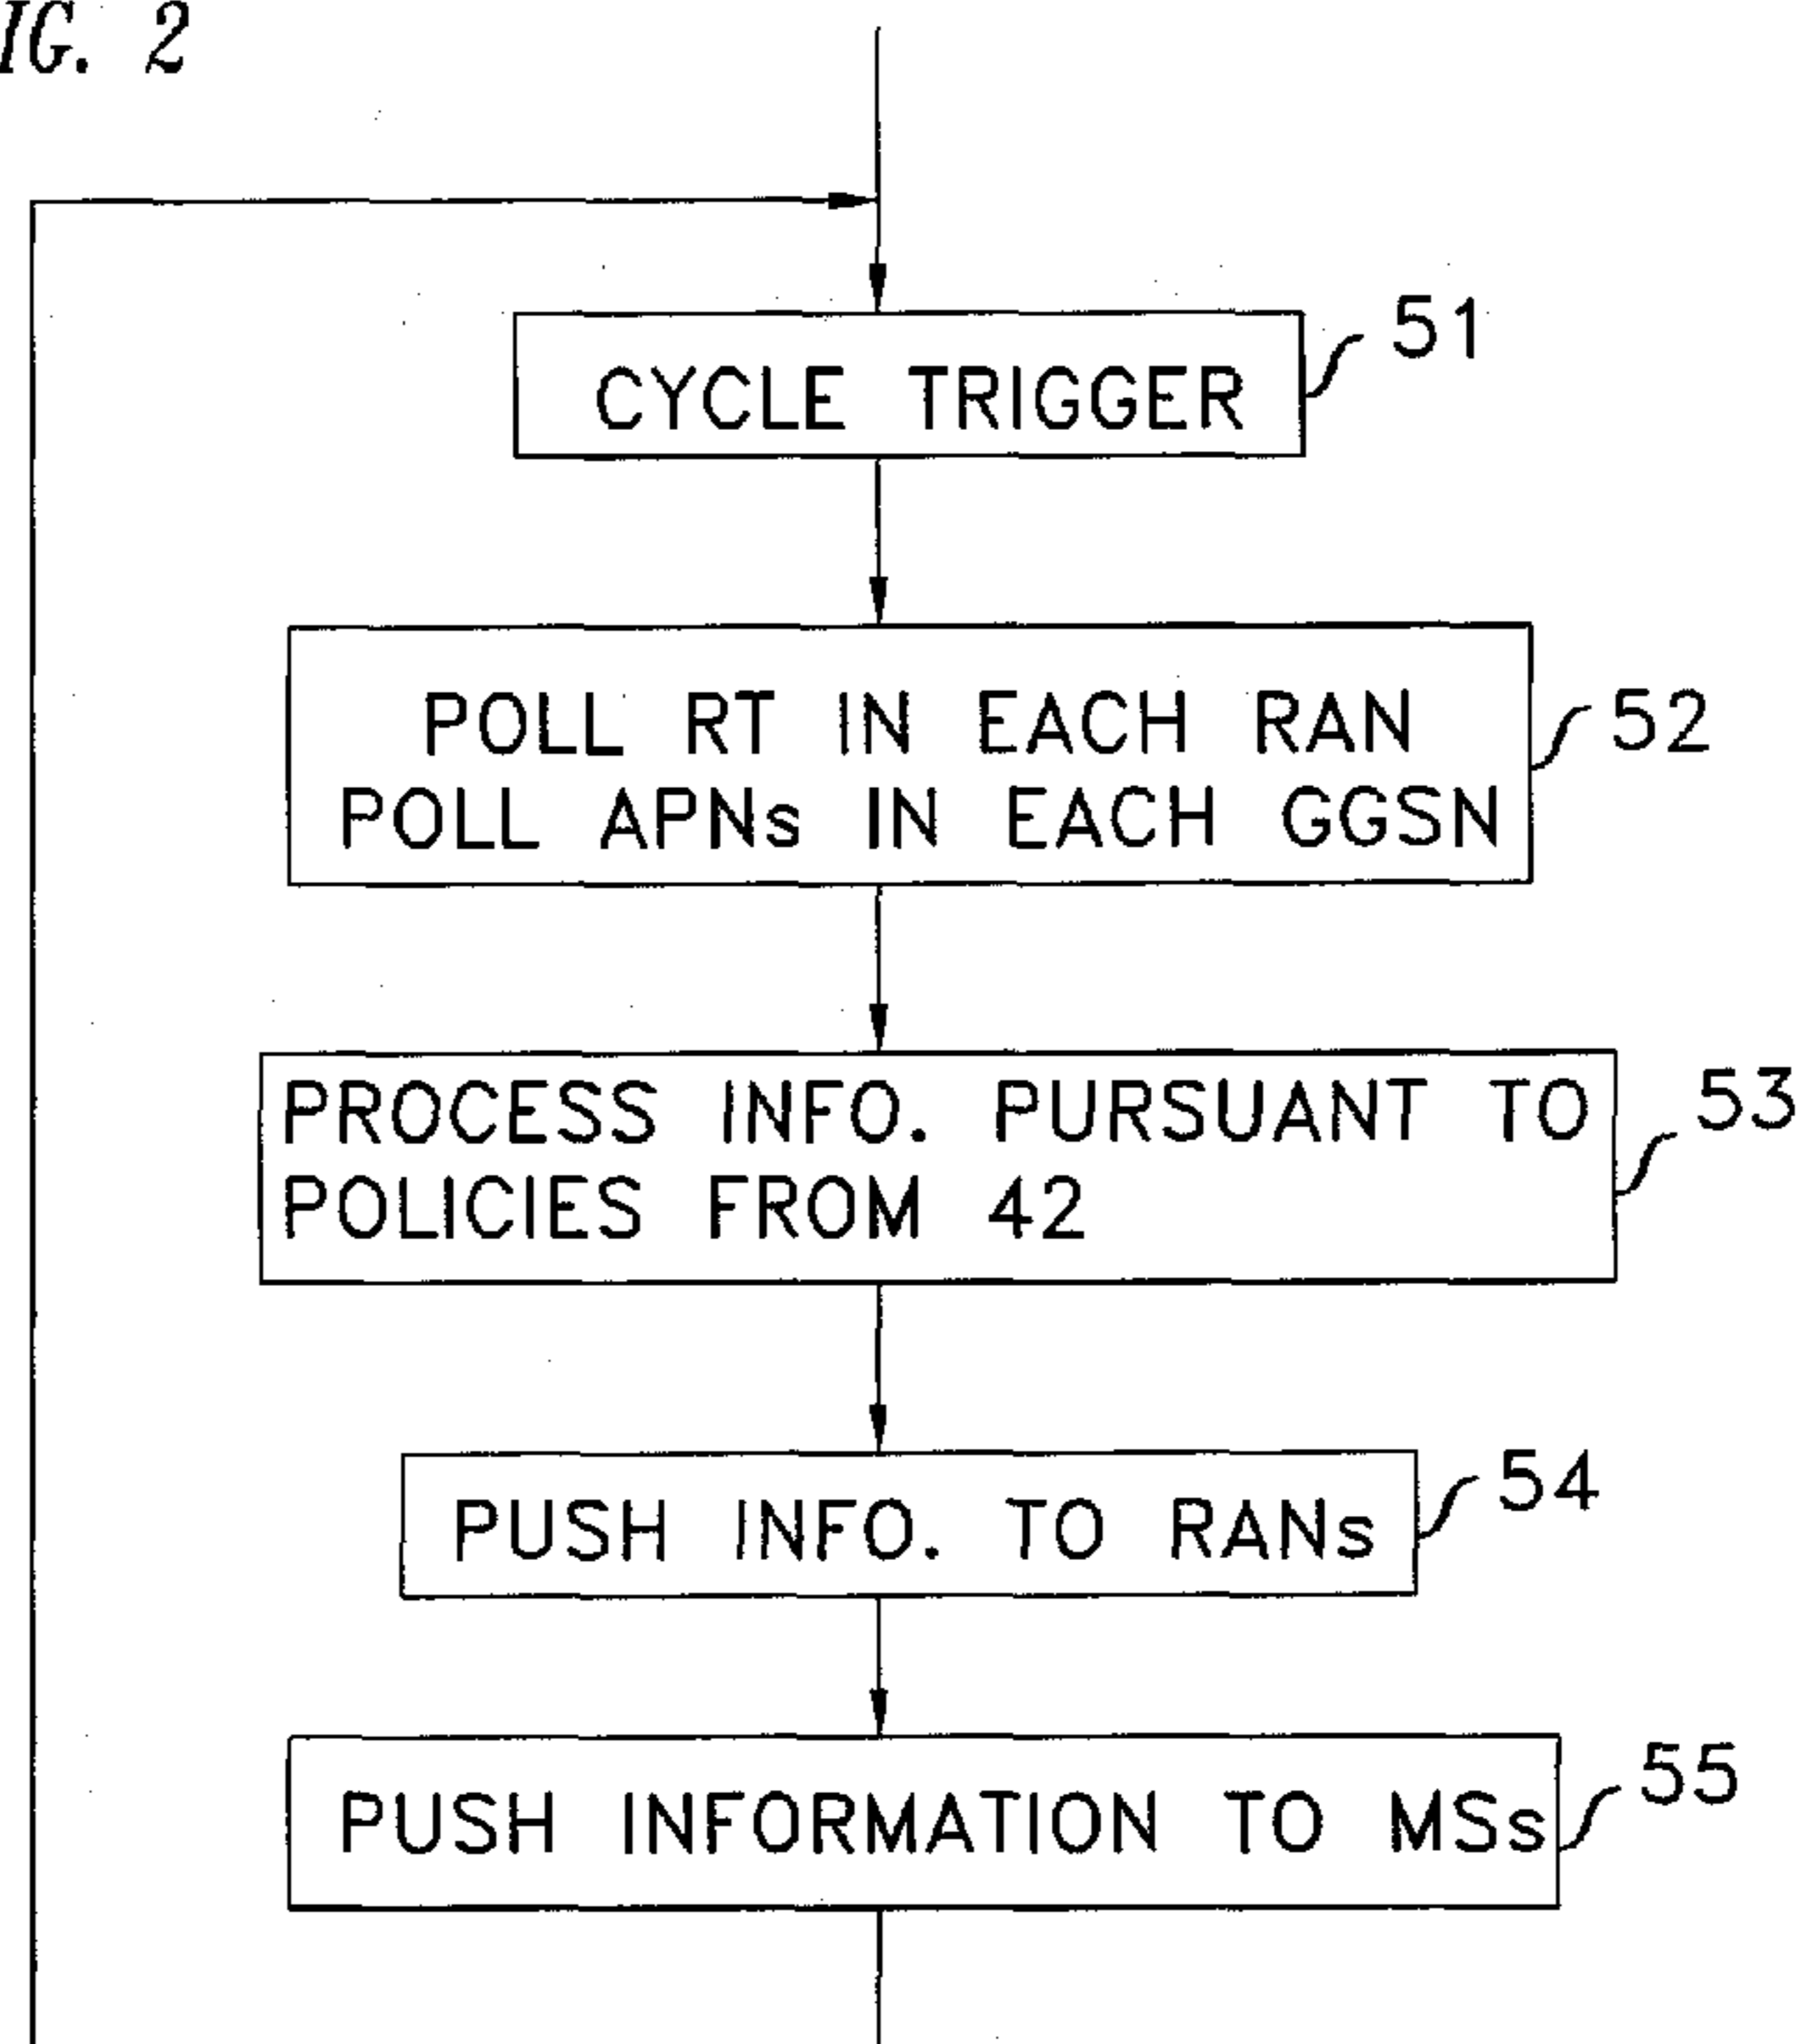 IG. 2
51
CYCLE TRIGGER
52
POLL RT IN EACH RAN
POLL APNs IN EACH GGSN
53
PROCESS INFO. PURSUANT TO
POLICIES FROM 42
54
PUSH INFO. TO RANs
55
PUSH INFORMATION TO MSs